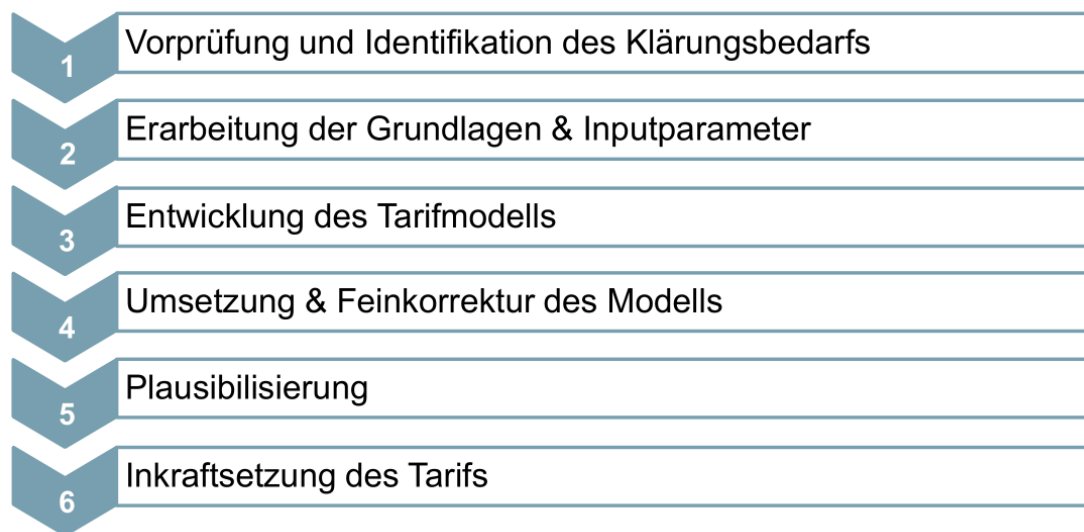 1
Vorprüfung und Identifikation des Klärungsbedarfs
2
Erarbeitung der Grundlagen & Inputparameter
3
Entwicklung des Tarifmodells
4
Umsetzung & Feinkorrektur des Modells
5
Plausibilisierung
6
Inkraftsetzung des Tarifs